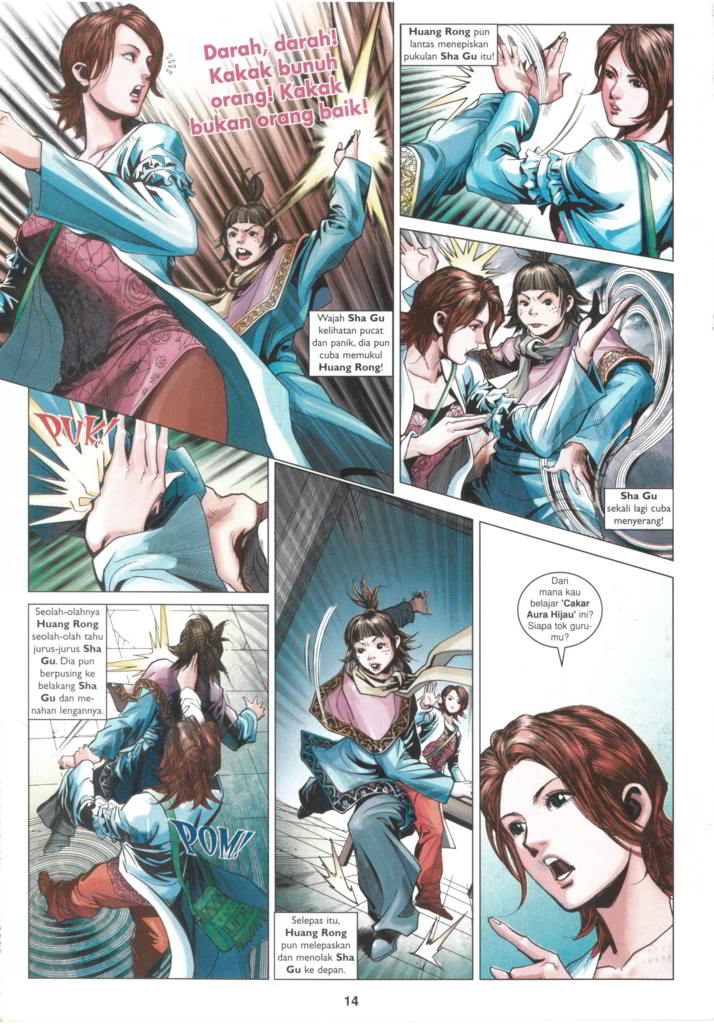 Darah, darah!
Kakak bunuh
orang! Kakak
bukan orang baik!
Wajah Sha Gu
kelihatan pucat
dan panik, dia pun
cuba memukul
Huang Rong!
Huang Rong pun
lantas menepiskan
pukulan Sha Gu itu!
Sha Gu
sekali lagi cuba
menyerang!
PUK!
Seolah-olahnya
Huang Rong
seolah-olah tahu
jurus-jurus Sha
Gu. Dia pun
berpusing ke
belakang Sha
Gu dan me-
nahan lengannya.
POM!
Selepas itu,
Huang Rong
pun melepaskan
dan menolak Sha
Gu ke depan.
Dari
mana kau
belajar 'Cakar
Aura Hijau' ini?
Siapa tok guru-
mu?
14